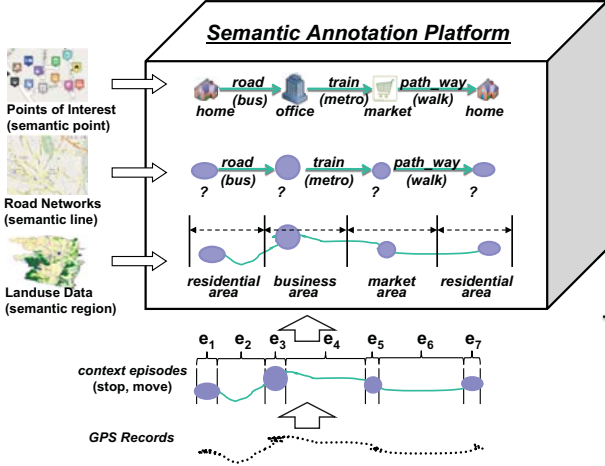 Semantic Annotation Platform
Points of Interest
(semantic point)
road
(bus)
train
(metro)
path_way
(walk)
home
office
market
home
Road Networks
(semantic line)
road
(bus)
train
(metro)
path_way
(walk)
?
?
?
?
Landuse Data
(semantic region)
residential
area
business
area
market
area
residential
area
e1 e2 e3 e4 e5 e6 e7
context episodes
(stop, move)
GPS Records